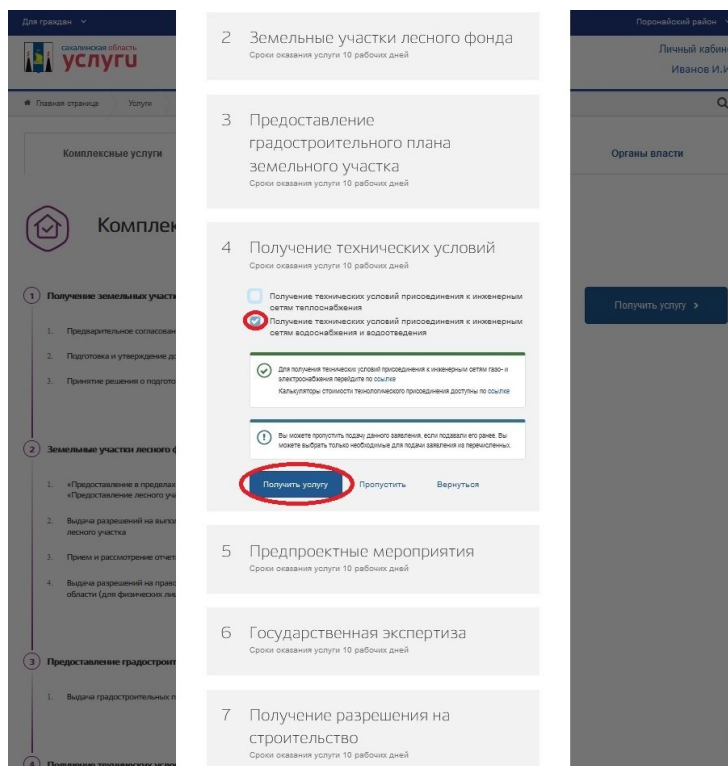 Для граждан
Поронайский район
сахалинская область
услуги
Личный кабин
Иванов И.И
Главная страница
Услуги
Комплексные услуги
Органы власти
Комплек
1 Получение земельных участк
1. Предварительное согласован
2. Подготовка и утверждение до
3. Принятие решения о подгото
2 Земельные участки лесного ф
1. «Предоставление в пределах
«Предоставление лесного уча
2. Выдача разрешений на выпол
лесного участка
3. Прием и рассмотрение отчет
4. Выдача разрешений на право
области (для физических лиц
3 Предоставление градостроит
1. Выдача градостроительных п
4 Получение технических услов
2 Земельные участки лесного фонда
Сроки оказания услуги 10 рабочих дней
3 Предоставление
градостроительного плана
земельного участка
Сроки оказания услуги 10 рабочих дней
4 Получение технических условий
Сроки оказания услуги 10 рабочих дней
Получение технических условий присоединения к инженерным
сетям теплоснабжения
Получение технических условий присоединения к инженерным
сетям водоснабжения и водоотведения
Для получения технических условий присоединения к инженерным сетям газо- и
электроснабжения перейдите по ссылке
Калькуляторы стоимости технологического присоединения доступны по ссылке
Вы можете пропустить подачу данного заявления, если подавали его ранее. Вы
можете выбрать только необходимые для подачи заявления из перечисленных.
Получить услугу
Пропустить
Вернуться
5 Предпроектные мероприятия
Сроки оказания услуги 10 рабочих дней
6 Государственная экспертиза
Сроки оказания услуги 10 рабочих дней
7 Получение разрешения на
строительство
Сроки оказания услуги 10 рабочих дней
Получить услугу >